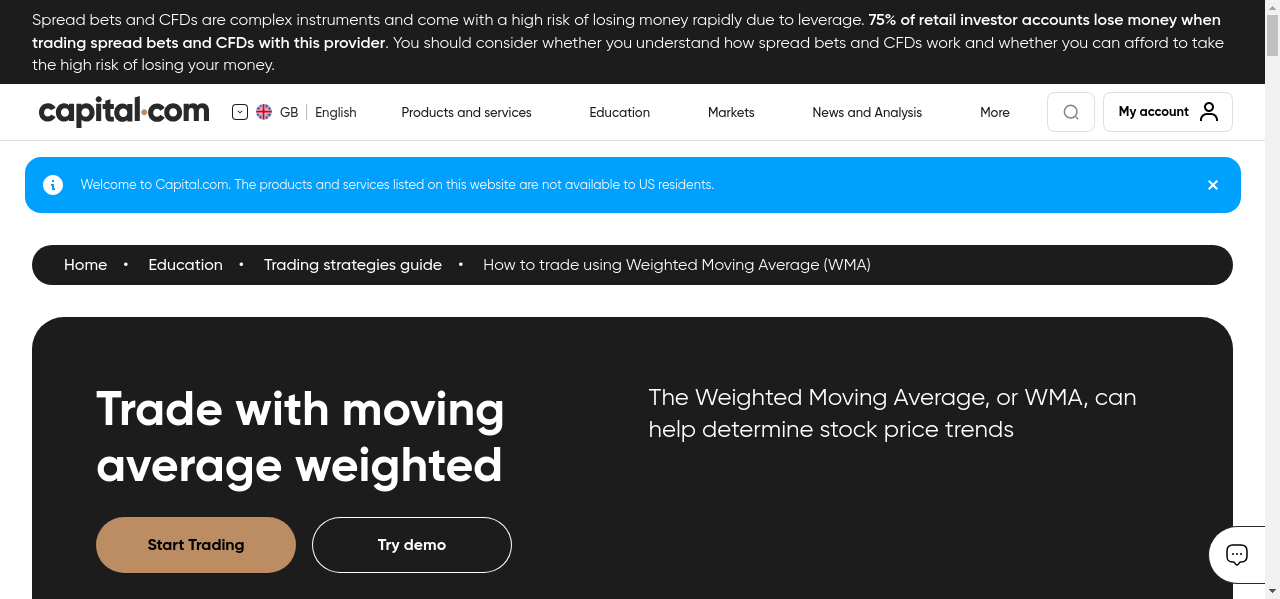 Spread bets and CFDs are complex instruments and come with a high risk of losing money rapidly due to leverage. 75% of retail investor accounts lose money when
trading spread bets and CFDs with this provider. You should consider whether you understand how spread bets and CFDs work and whether you can afford to take
the high risk of losing your money.
capital.com GB English Products and services Education Markets News and Analysis More My account
Welcome to Capital.com. The products and services listed on this website are not available to US residents.
Home • Education • Trading strategies guide • How to trade using Weighted Moving Average (WMA)
Trade with moving
average weighted
The Weighted Moving Average, or WMA, can
help determine stock price trends
Start Trading Try demo